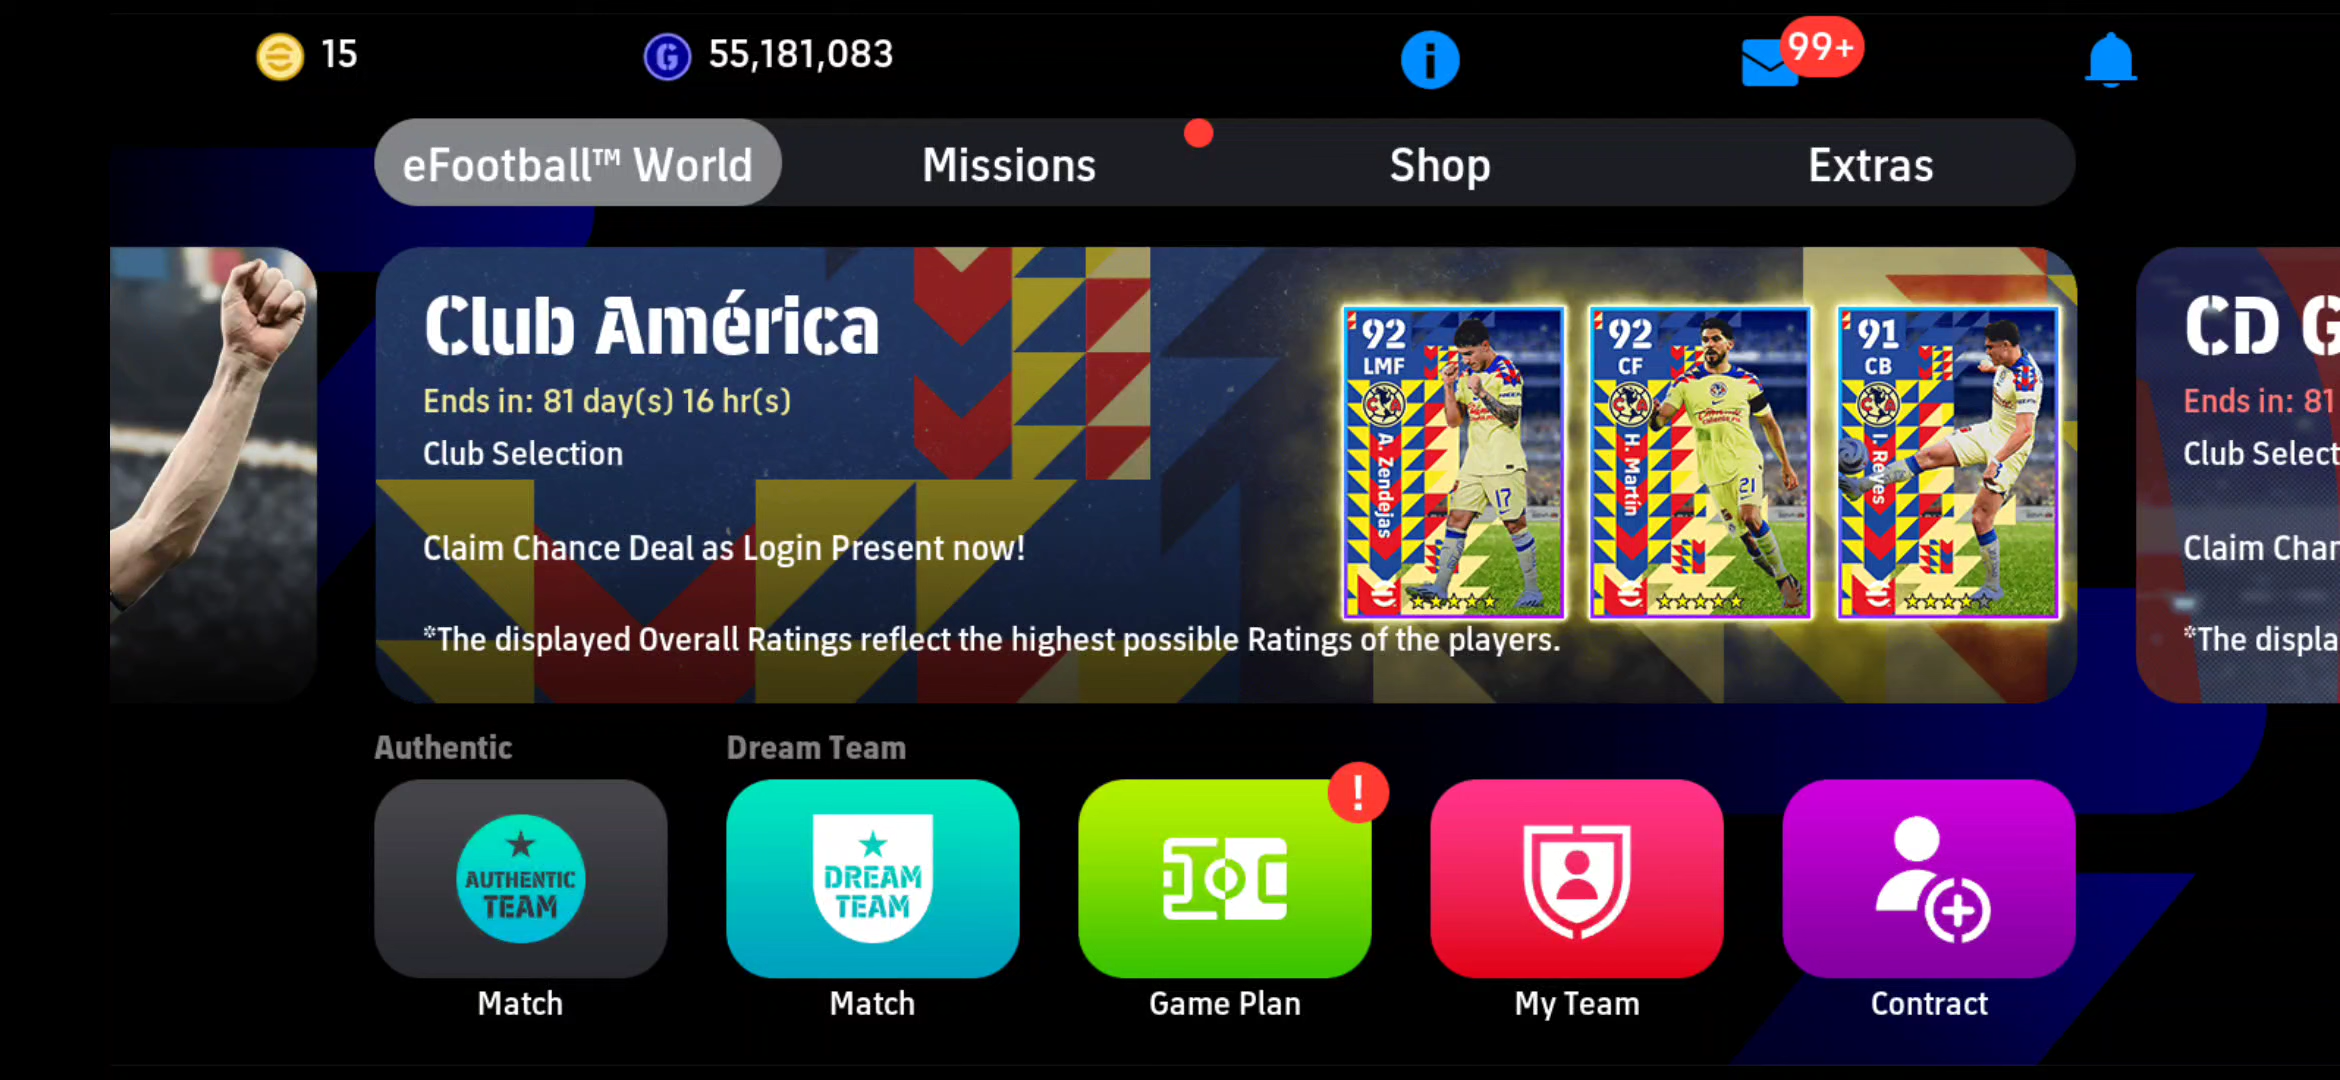 15
55,181,083
99+
eFootball™ World
Missions
Shop
Extras
Club América
Ends in: 81 day(s) 16 hr(s)
Club Selection
Claim Chance Deal as Login Present now!
*The displayed Overall Ratings reflect the highest possible Ratings of the players.
92
LMF
A. Zendejas
17
92
CF
H. Martín
21
91
CB
I. Reyes
CD G
Ends in: 81
Club Select
Claim Chan
*The displa
Authentic
Dream Team
AUTHENTIC
TEAM
DREAM
TEAM
!
Match
Match
Game Plan
My Team
Contract